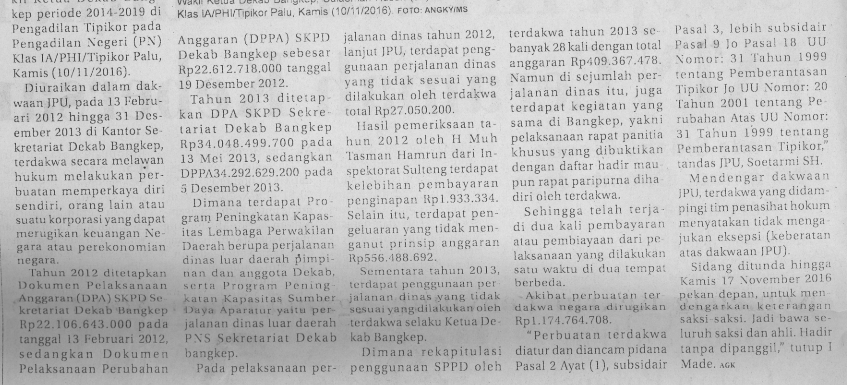 kep periode 2014-2019 di
Pengadilan Tipikor pada
Pengadilan Negeri (PN)
Klas IA/PHI/Tipikor Palu,
Kamis (10/11/2016).
Diuraikan dalam dak-
waan JPU, pada 13 Febru-
ari 2012 hingga 31 Des-
ember 2013 di Kantor Se-
kretariat Dekab Bangkep,
terdakwa secara melawan
hukum melakukan per-
buatan memperkaya diri
sendiri, orang lain atau
suatu korporasi yang dapat
merugikan keuangan Ne-
gara atau perekonomian
negara.
Tahun 2012 ditetapkan
Dokumen Pelaksanaan
Anggaran (DPA) SKPD Se-
kretariat Dekab Bangkep
Rp22.106.643.000 pada
tanggal 13 Februari 2012,
sedangkan Dokumen
Pelaksanaan Perubahan
Klas IA/PHI/Tipikor Palu, Kamis (10/11/2016). FOTO: ANGKY/MS
Anggaran (DPPA) SKPD
Dekab Bangkep sebesar
Rp22.612.718.000 tanggal
19 Desember 2012.
Tahun 2013 ditetap-
kan DPA SKPD Sekre-
tariat Dekab Bangkep
Rp34.048.499.700 pada
13 Mei 2013, sedangkan
DPPA34.292.629.200 pada
5 Desember 2013.
Dimana terdapat Pro-
gram Peningkatan Kapas-
itas Lembaga Perwakilan
Daerah berupa perjalanan
dinas luar daerah pimpi-
nan dan anggota Dekab,
serta Program Pening-
katan Kapasitas Sumber
Daya Aparatur yaitu per-
jalanan dinas luar daerah
PNS Sekretariat Dekab
bangkep.
Pada pelaksanaan per-
jalanan dinas tahun 2012,
lanjut JPU, terdapat peng-
gunaan perjalanan dinas
yang tidak sesuai yang
dilakukan oleh terdakwa
total Rp27.050.200.
Hasil pemeriksaan ta-
hun 2012 oleh H Muh
Tasman Hamrun dari In-
spektorat Sulteng terdapat
kelebihan pembayaran
penginapan Rp1.933.334.
Selain itu, terdapat pen-
geluaran yang tidak men-
ganut prinsip anggaran
Rp556.488.692.
Sementara tahun 2013,
terdapat penggunaan per-
jalanan dinas yang tidak
sesuai yang dilakukan oleh
terdakwa selaku Ketua De-
kab Bangkep.
Dimana rekapitulasi
penggunaan SPPD oleh
terdakwa tahun 2013 se-
banyak 28 kali dengan total
anggaran Rp409.367.478.
Namun di sejumlah per-
jalanan dinas itu, juga
terdapat kegiatan yang
sama di Bangkep, yakni
pelaksanaan rapat panitia
khusus yang dibuktikan
dengan daftar hadir mau-
pun rapat paripurna diha-
diri oleh terdakwa.
Sehingga telah terja-
di dua kali pembayaran
atau pembiayaan dari pe-
laksanaan yang dilakukan
satu waktu di dua tempat
berbeda.
Akibat perbuatan ter-
dakwa negara dirugikan
Rp1.174.764.708.
"Perbuatan terdakwa
diatur dan diancam pidana
Pasal 2 Ayat (1), subsidair
Pasal 3, lebih subsidair
Pasal 9 Jo Pasal 18 UU
Nomor: 31 Tahun 1999
tentang Pemberantasan
Tipikor Jo UU Nomor: 20
Tahun 2001 tentang Pe-
rubahan Atas UU Nomor:
31 Tahun 1999 tentang
Pemberantasan Tipikor,"
tandas JPU, Soetarmi SH.
Mendengar dakwaan
JPU, terdakwa yang didam-
pingi tim penasihat hukum
menyatakan tidak menga-
jukan eksepsi (keberatan
atas dakwaan JPU).
Sidang ditunda hingga
Kamis 17 November 2016
pekan depan, untuk men-
dengarkan keterangan
saksi-saksi. Jadi bawa se-
luruh saksi dan ahli. Hadir
tanpa dipanggil," tutup I
Made. AGK